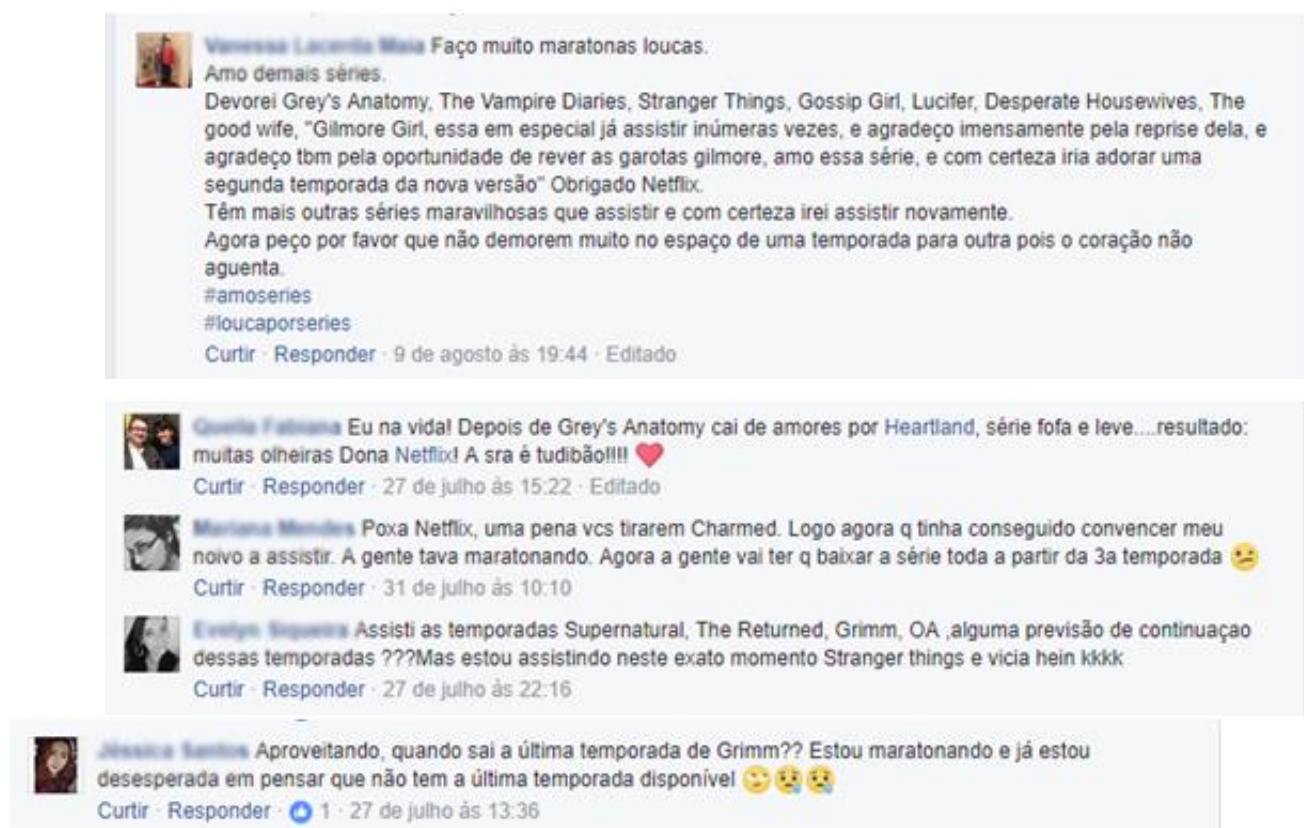 Faço muito maratonas loucas.
Amo demais séries.
Devorei Grey's Anatomy, The Vampire Diaries, Stranger Things, Gossip Girl, Lucifer, Desperate Housewives, The
good wife, "Gilmore Girl, essa em especial já assistir inúmeras vezes, e agradeço imensamente pela reprise dela, e
agradeço tbm pela oportunidade de rever as garotas gilmore, amo essa série, e com certeza iria adorar uma
segunda temporada da nova versão" Obrigado Netflix.
Têm mais outras séries maravilhosas que assistir e com certeza irei assistir novamente.
Agora peço por favor que não demorem muito no espaço de uma temporada para outra pois o coração não
aguenta.
#amoseries
#loucaporseries
Curtir · Responder · 9 de agosto às 19:44 · Editado
Eu na vida! Depois de Grey's Anatomy cai de amores por Heartland, série fofa e leve....resultado:
muitas olheiras Dona Netflix! A sra é tudibão!!!! ❤
Curtir · Responder · 27 de julho às 15:22 · Editado
Poxa Netflix, uma pena vcs tirarem Charmed. Logo agora q tinha conseguido convencer meu
noivo a assistir. A gente tava maratonando. Agora a gente vai ter q baixar a série toda a partir da 3a temporada 😕
Curtir · Responder · 31 de julho às 10:10
Assisti as temporadas Supernatural, The Returned, Grimm, OA ,alguma previsão de continuaçao
dessas temporadas ???Mas estou assistindo neste exato momento Stranger things e vicia hein kkkk
Curtir · Responder · 27 de julho às 22:16
Aproveitando, quando sai a última temporada de Grimm?? Estou maratonando e já estou
desesperada em pensar que não tem a última temporada disponível 🙄😢😢
Curtir · Responder · 1 · 27 de julho às 13:36